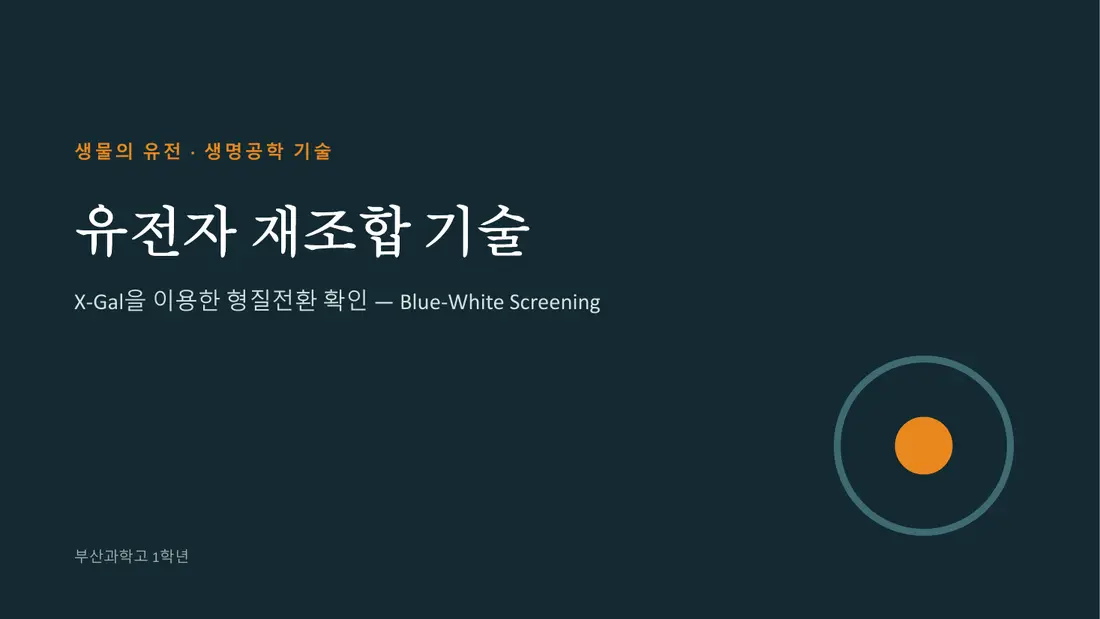 생물의 유전 · 생명공학 기술
유전자 재조합 기술
X-Gal을 이용한 형질전환 확인 — Blue-White Screening
부산과학고 1학년